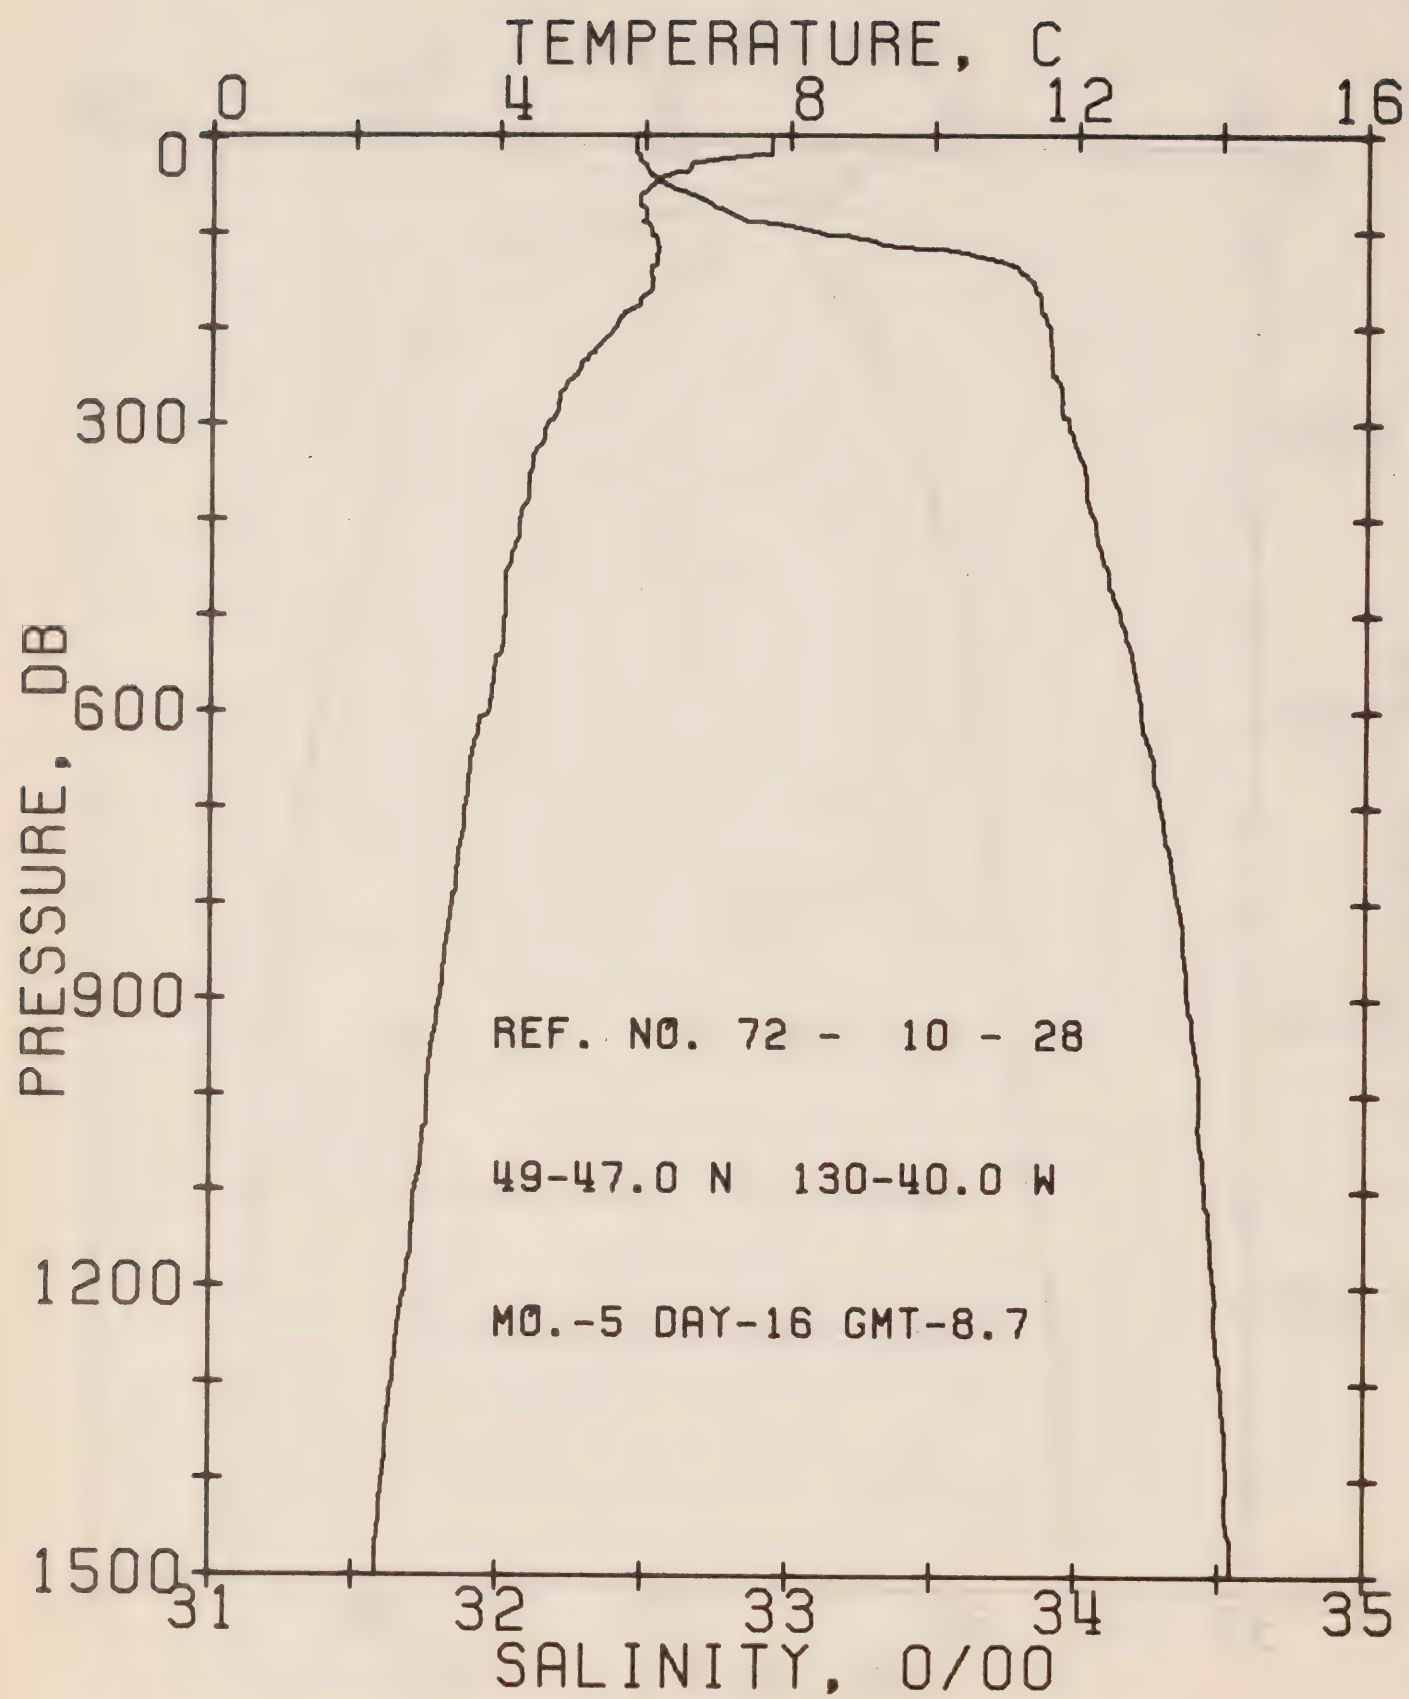 TEMPERATURE, C
0 4 8 12 16
0
300
600
900
1200
1500
PRESSURE, DB
REF. NO. 72 - 10 - 28
49-47.0 N 130-40.0 W
MO.-5 DAY-16 GMT-8.7
31 32 33 34 35
SALINITY, 0/00